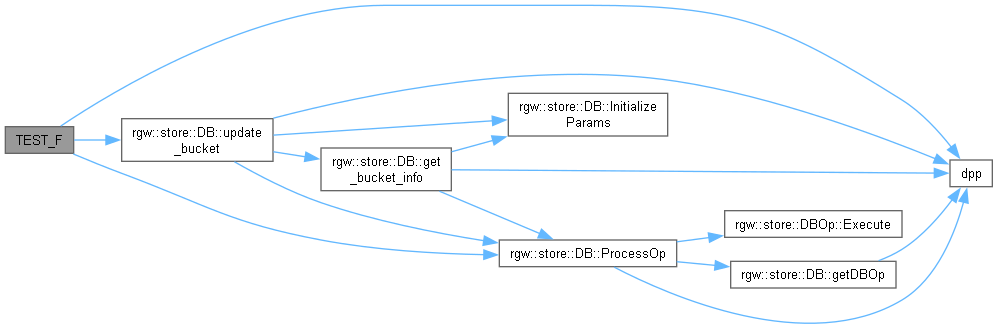 TEST_F
rgw::store::DB::update
_bucket
rgw::store::DB::get
_bucket_info
rgw::store::DB::Initialize
Params
rgw::store::DB::ProcessOp
rgw::store::DBOp::Execute
rgw::store::DB::getDBOp
dpp